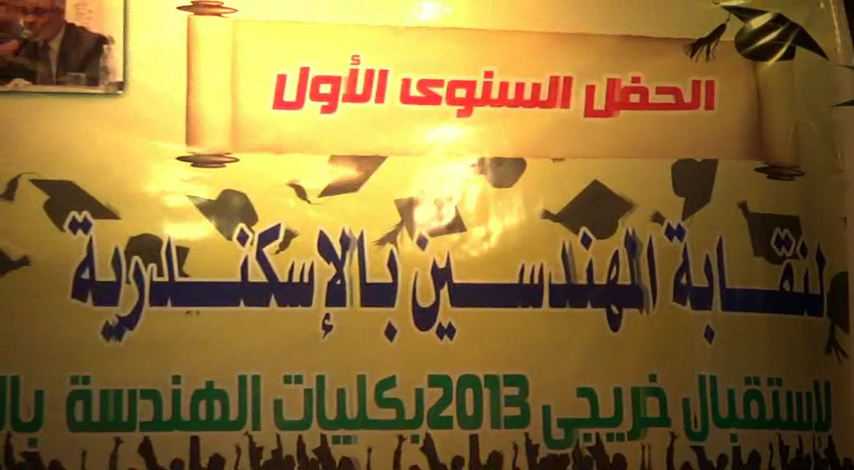 الحفل السنوى الأول
لنقابة المهندسين بالإسكندرية
لإستقبال خريجى 2013 بكليات الهندسة